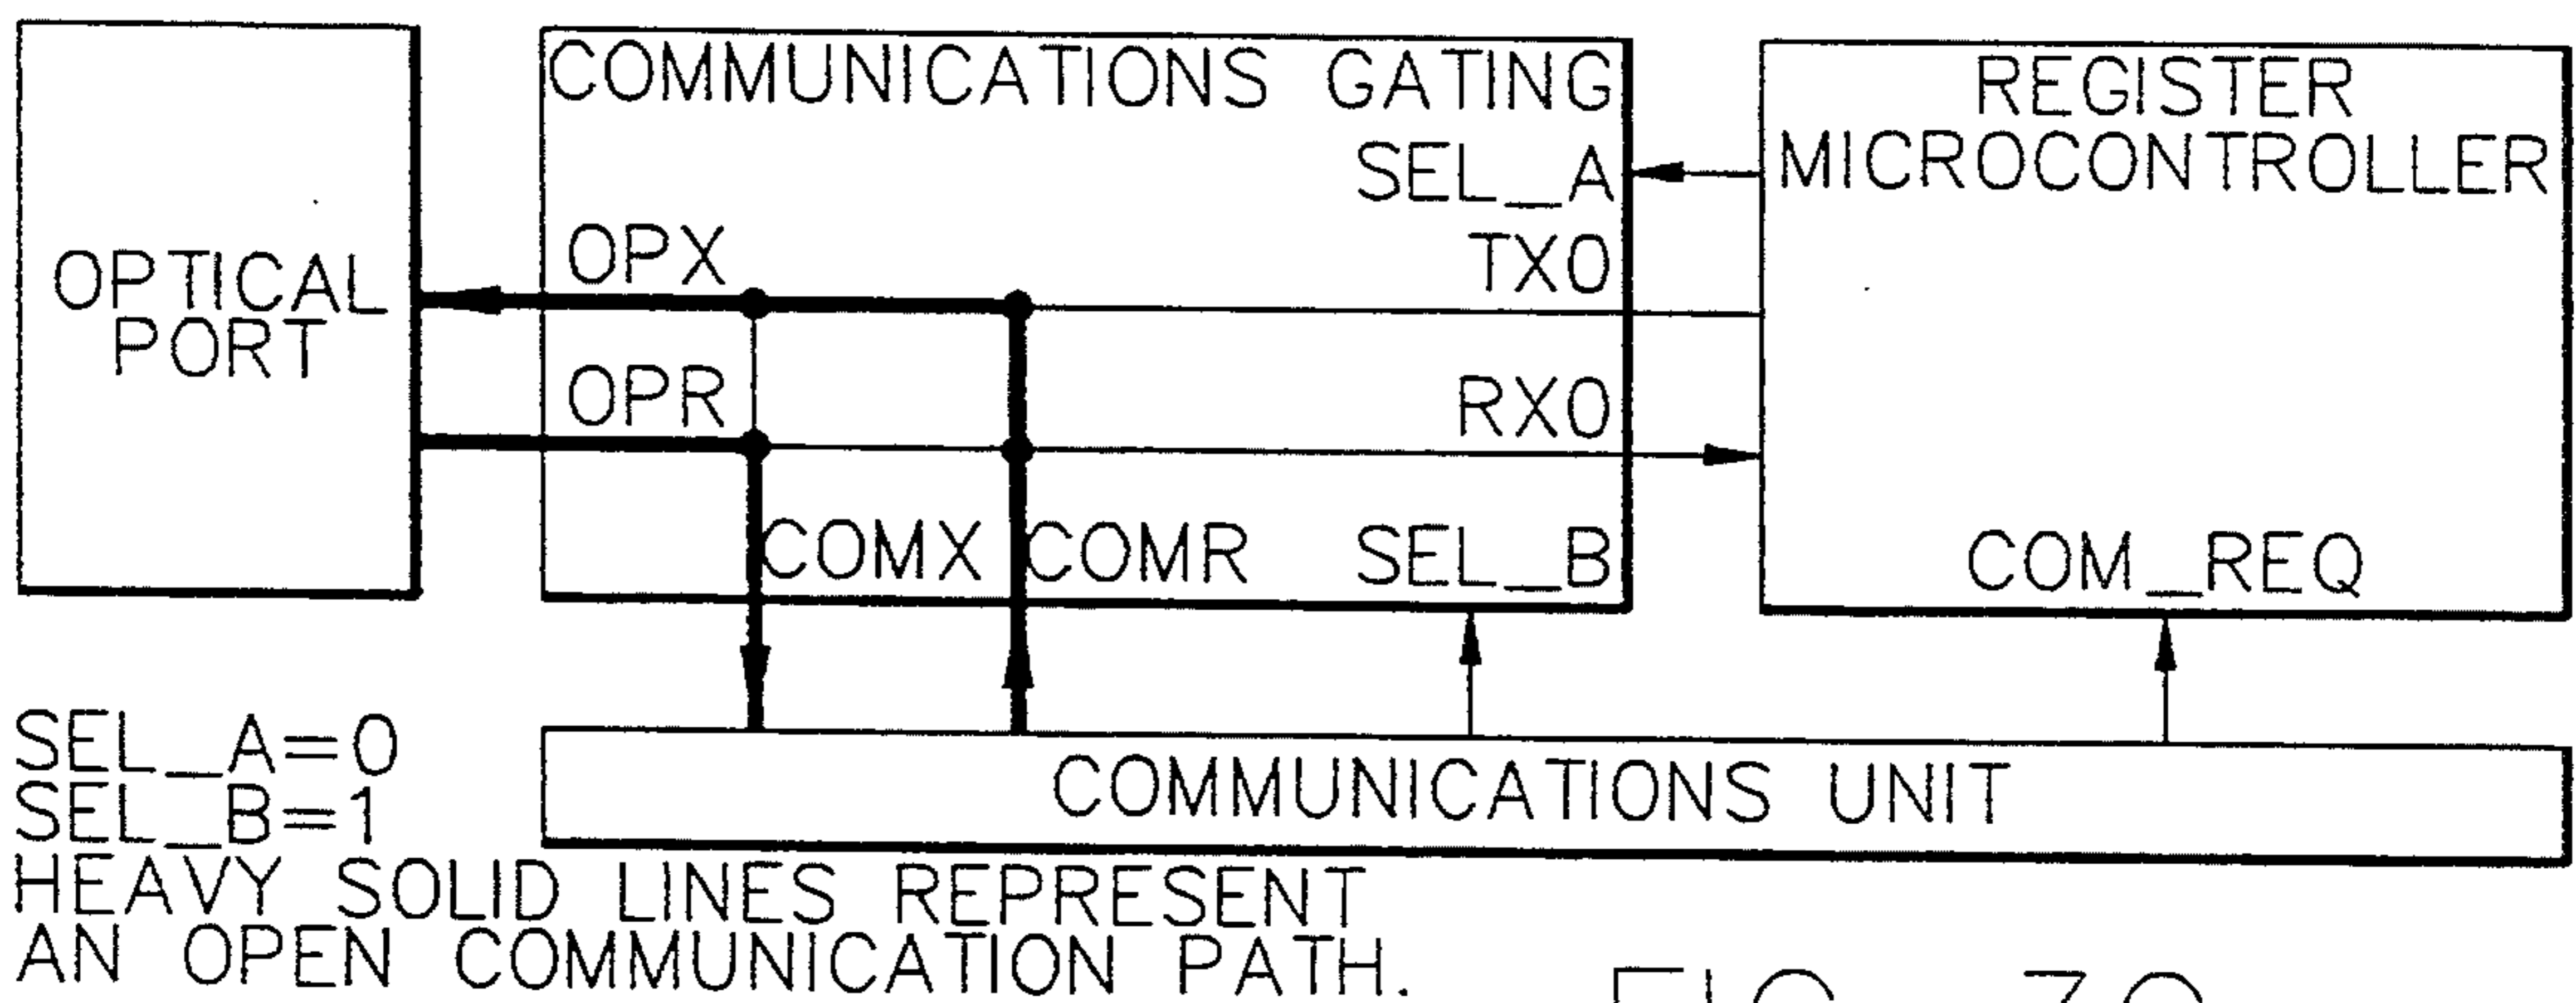 COMMUNICATIONS GATING
REGISTER
MICROCONTROLLER
SEL_A
OPX
TX0
OPTICAL
PORT
OPR
RX0
COMX
COMR
SEL_B
COM_REQ
SEL_A=0
SEL_B=1
COMMUNICATIONS UNIT
HEAVY SOLID LINES REPRESENT
AN OPEN COMMUNICATION PATH.